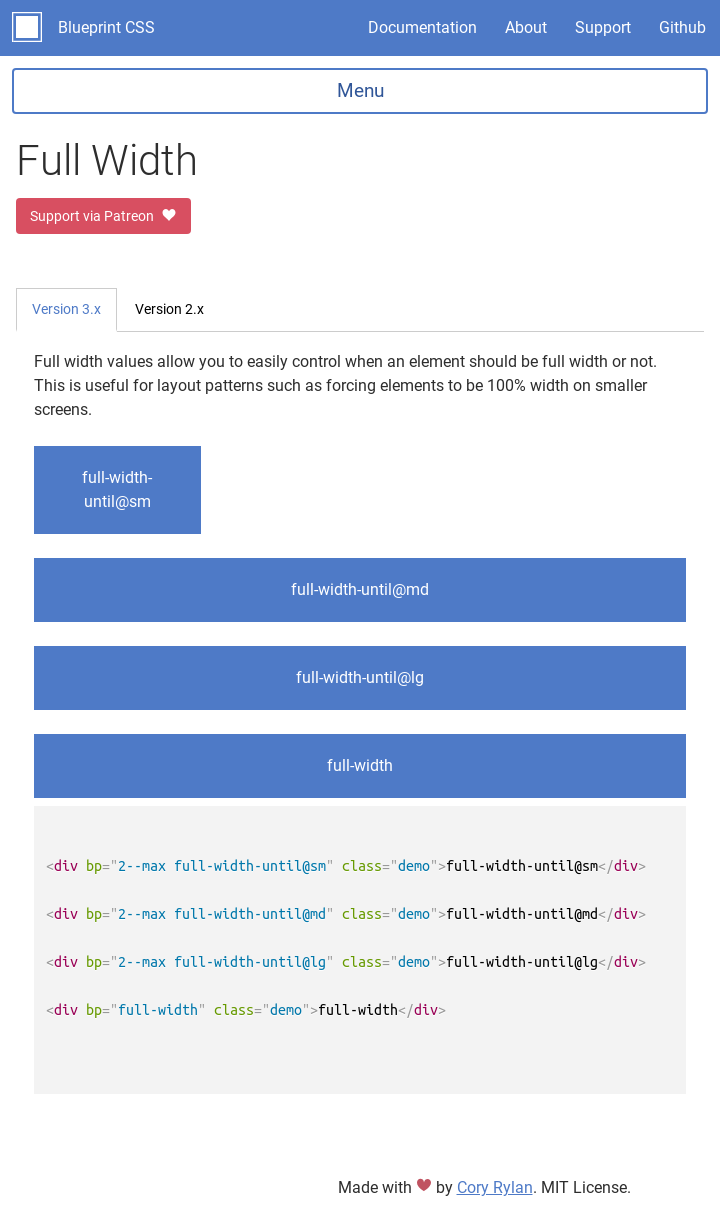 Blueprint CSS
Documentation About Support Github
Menu
Full Width
Support via Patreon
Version 3.x Version 2.x
Full width values allow you to easily control when an element should be full width or not.
This is useful for layout patterns such as forcing elements to be 100% width on smaller
screens.
full-width-
until@sm
full-width-until@md
full-width-until@lg
full-width
<div bp="2--max full-width-until@sm" class="demo">full-width-until@sm</div>
<div bp="2--max full-width-until@md" class="demo">full-width-until@md</div>
<div bp="2--max full-width-until@lg" class="demo">full-width-until@lg</div>
<div bp="full-width" class="demo">full-width</div>
Made with by Cory Rylan. MIT License.